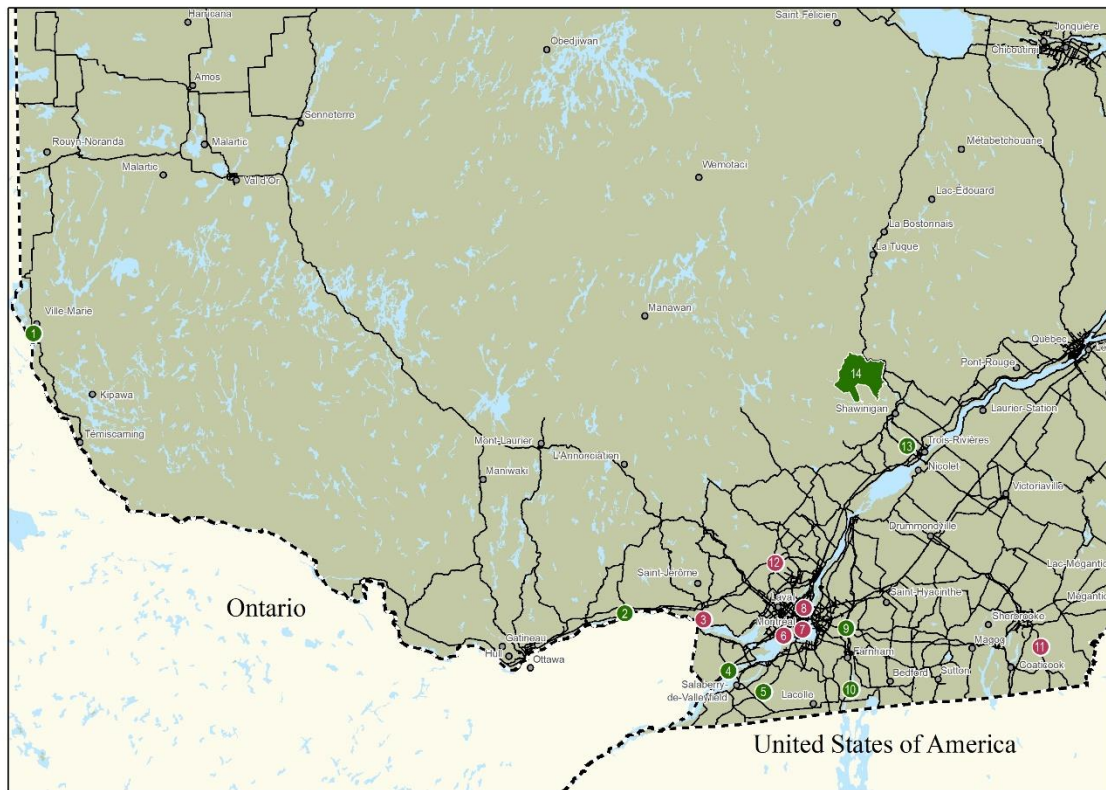 Harricana
Saint-Félicien
Jonquière
Obedjiwan
Chicoutimi
Amos
Senneterre
Rouyn-Noranda
Malartic
Métabetchouane
Malartic
Val d'Or
Wemotaci
Lac-Édouard
La Bostonnais
La Tuque
Ville-Marie
1
Manawan
Québec
Pont-Rouge
14
Kipawa
Shawinigan
Laurier-Station
Témiscaming
Mont-Laurier
13
Trois-Rivières
L'Annonciation
Nicolet
Maniwaki
Victoriaville
Drummondville
12
Lac-Mégantic
Saint-Jérôme
Mégantic
Ontario
Laval
Saint-Hyacinthe
2
3
8
Montréal
Sherbrooke
7
9
6
Gatineau
Magog
11
Hull
Ottawa
Farnham
4
Bedford
Sutton
Coaticook
Salaberry-
de-Valleyfield
5
Lacolle
10
United States of America